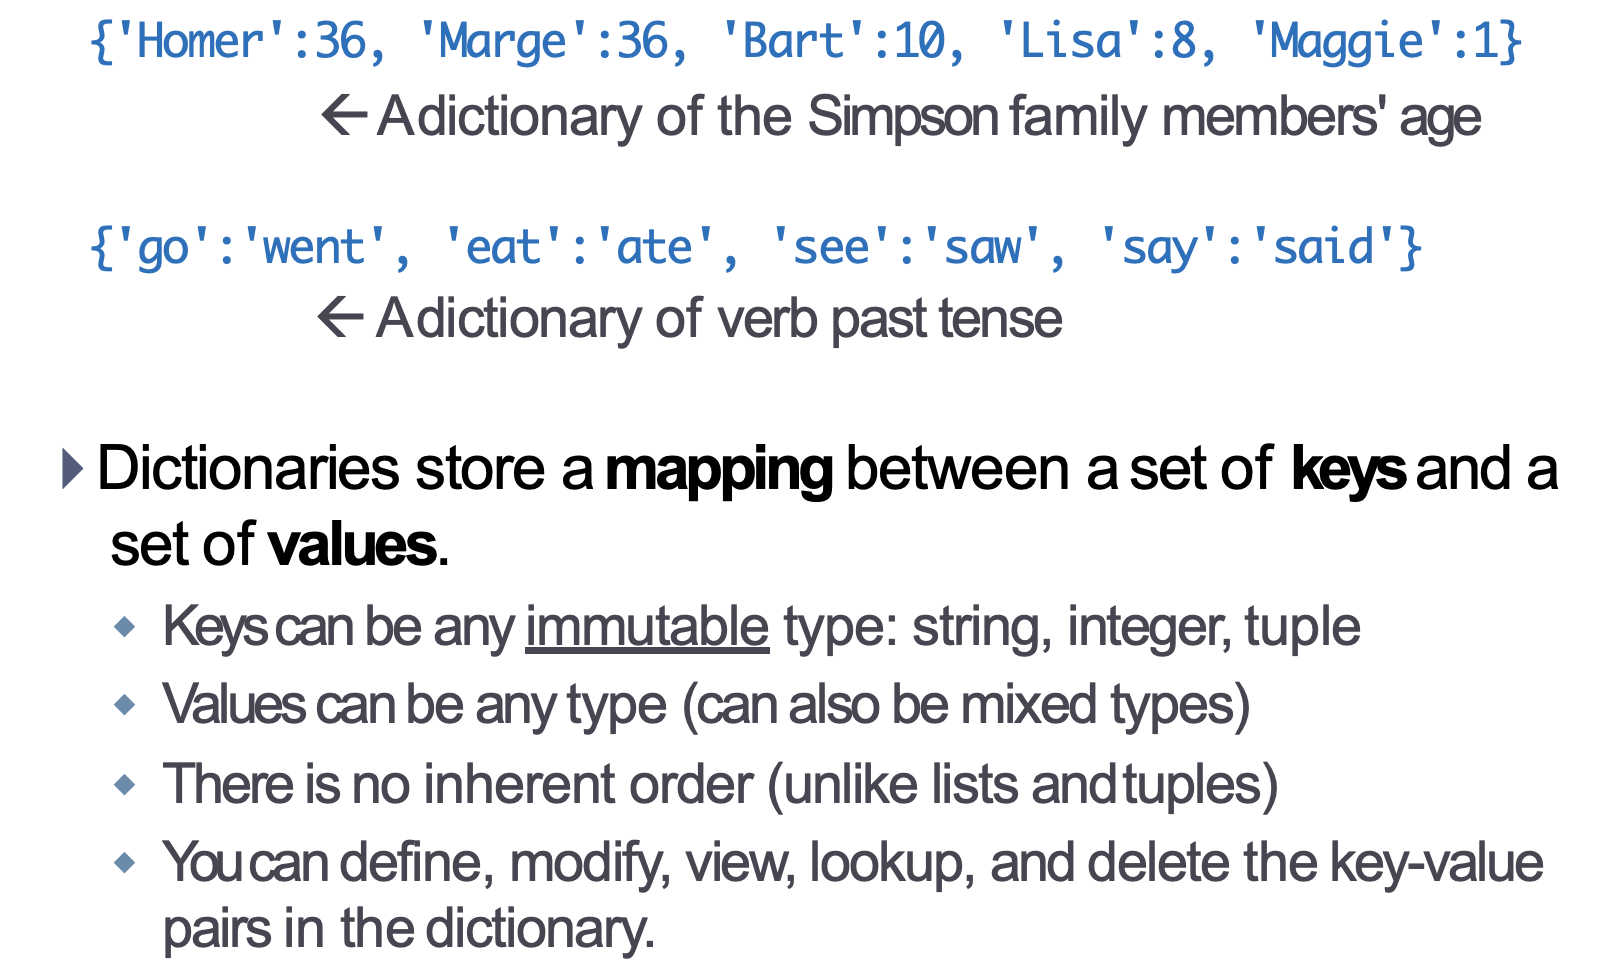 {'Homer':36, 'Marge':36, 'Bart':10, 'Lisa':8, 'Maggie':1}
← A dictionary of the Simpson family members' age
{'go':'went', 'eat':'ate', 'see':'saw', 'say':'said'}
← A dictionary of verb past tense
Dictionaries store a mapping between a set of keys and a
set of values.
Keys can be any immutable type: string, integer, tuple
Values can be any type (can also be mixed types)
There is no inherent order (unlike lists and tuples)
You can define, modify, view, lookup, and delete the key-value
pairs in the dictionary.